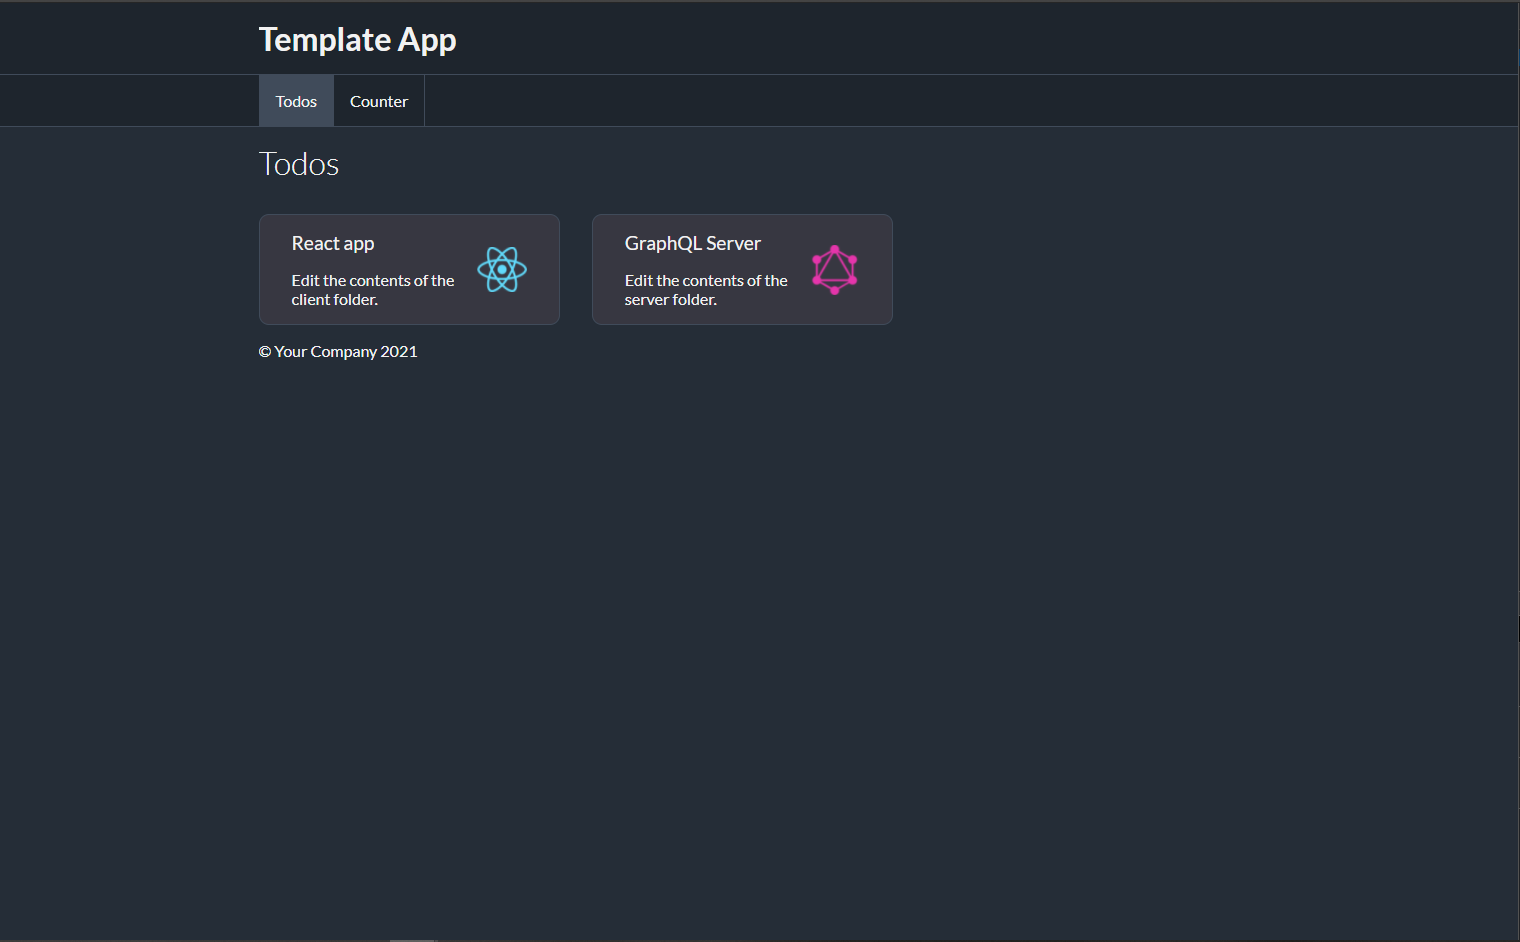 Template App
Todos
Counter
Todos
React app
Edit the contents of the
client folder.
GraphQL Server
Edit the contents of the
server folder.
© Your Company 2021